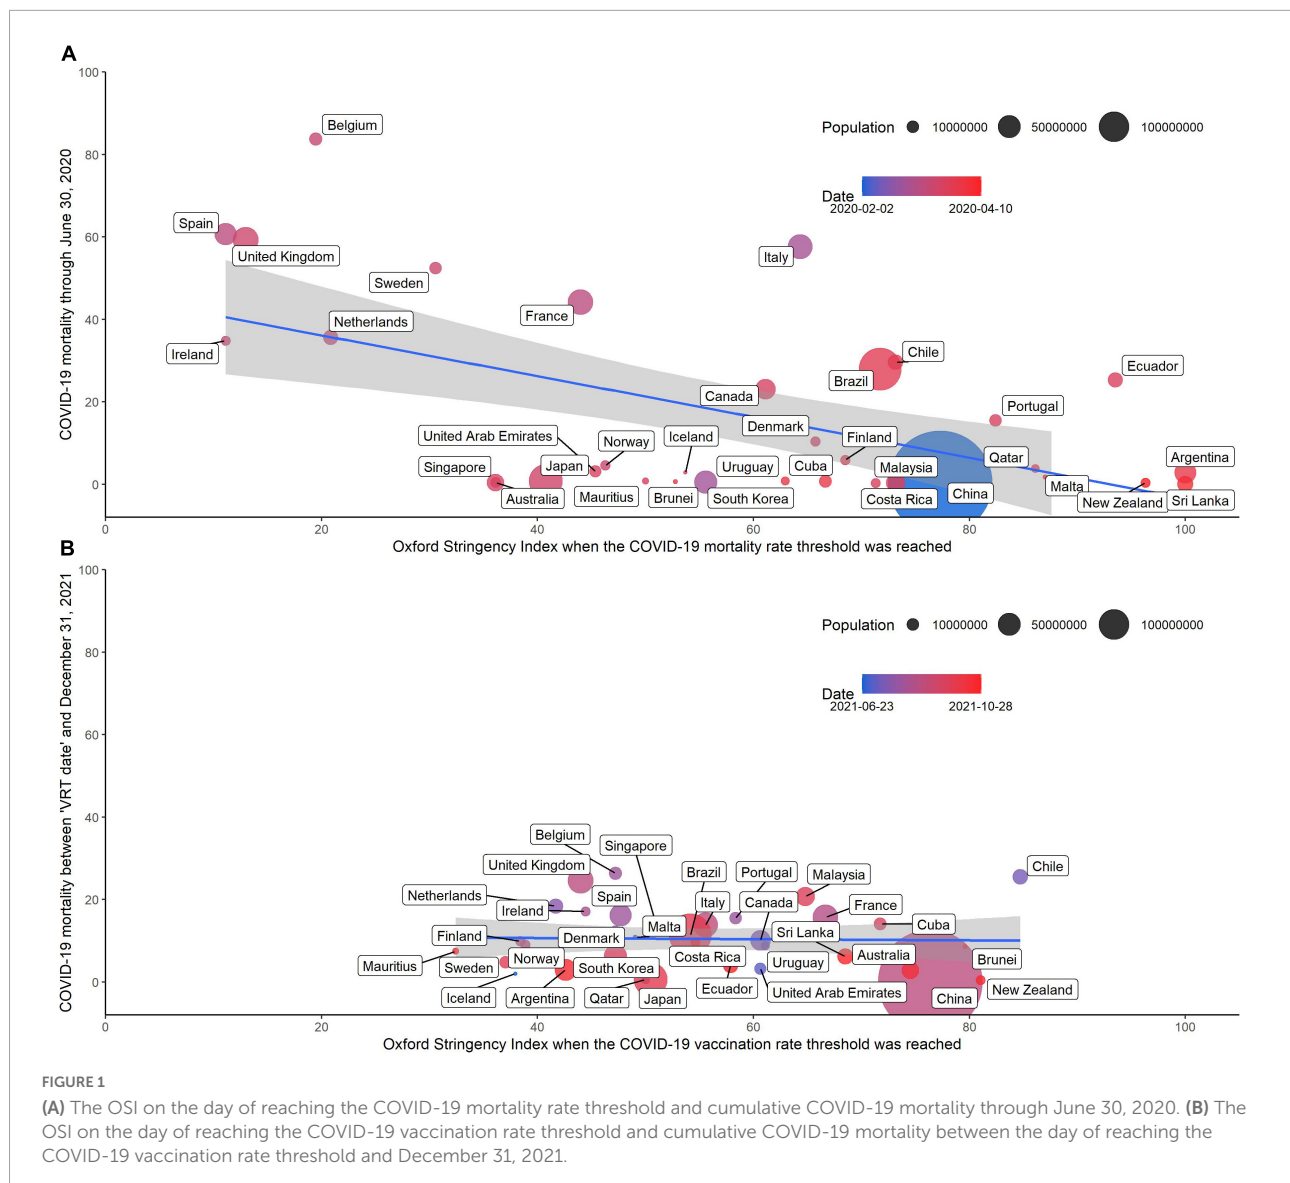 A
COVID-19 mortality through June 30, 2020
100
80
60
40
20
0
0
20
40
60
80
100
Population
10000000
50000000
100000000
Date
2020-02-02
2020-04-10
Belgium
Spain
United Kingdom
Italy
Sweden
France
Netherlands
Ireland
Chile
Brazil
Ecuador
Canada
Portugal
Denmark
United Arab Emirates
Norway
Iceland
Finland
Singapore
Japan
Uruguay
Cuba
Malaysia
Qatar
Argentina
Australia
Mauritius
Brunei
South Korea
Costa Rica
China
Malta
New Zealand
Sri Lanka
Oxford Stringency Index when the COVID-19 mortality rate threshold was reached
B
COVID-19 mortality between 'VRT date' and December 31, 2021
100
80
60
40
20
0
0
20
40
60
80
100
Population
10000000
50000000
100000000
Date
2021-06-23
2021-10-28
Belgium
Singapore
United Kingdom
Brazil
Portugal
Malaysia
Chile
Netherlands
Spain
Italy
Canada
France
Ireland
Malta
Sri Lanka
Cuba
Finland
Denmark
Costa Rica
Uruguay
Australia
Brunei
Mauritius
Sweden
Norway
South Korea
Ecuador
United Arab Emirates
New Zealand
Iceland
Argentina
Qatar
Japan
China
Oxford Stringency Index when the COVID-19 vaccination rate threshold was reached
FIGURE 1
(A) The OSI on the day of reaching the COVID-19 mortality rate threshold and cumulative COVID-19 mortality through June 30, 2020. (B) The
OSI on the day of reaching the COVID-19 vaccination rate threshold and cumulative COVID-19 mortality between the day of reaching the
COVID-19 vaccination rate threshold and December 31, 2021.